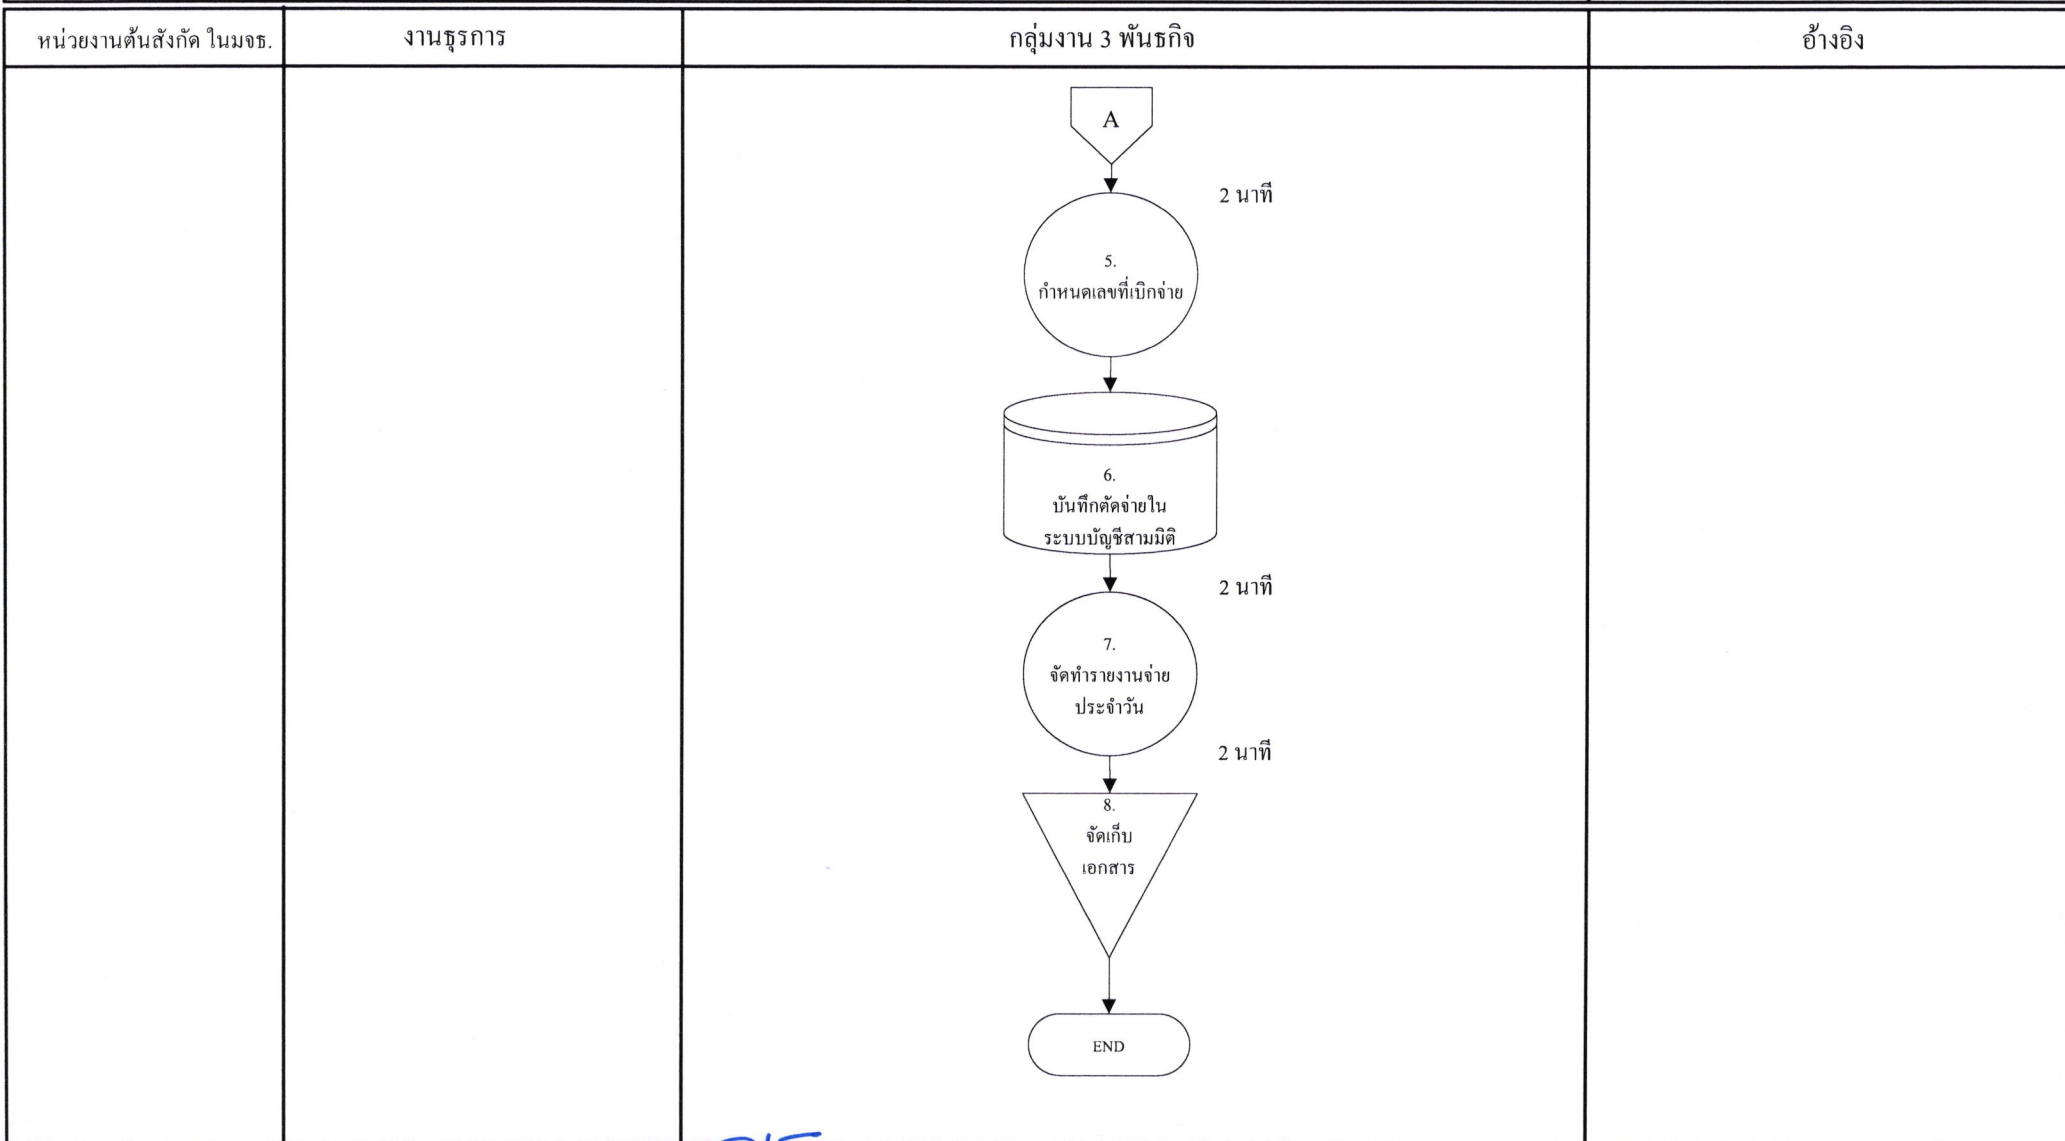 หน่วยงานต้นสังกัด ในมจธ.
งานธุรการ
กลุ่มงาน 3 พันธกิจ
อ้างอิง
A
2 นาที
5.
กำหนดเลขที่เบิกจ่าย
6.
บันทึกตัดจ่ายใน
ระบบบัญชีสามมิติ
2 นาที
7.
จัดทำรายงานจ่าย
ประจำวัน
2 นาที
8.
จัดเก็บ
เอกสาร
END